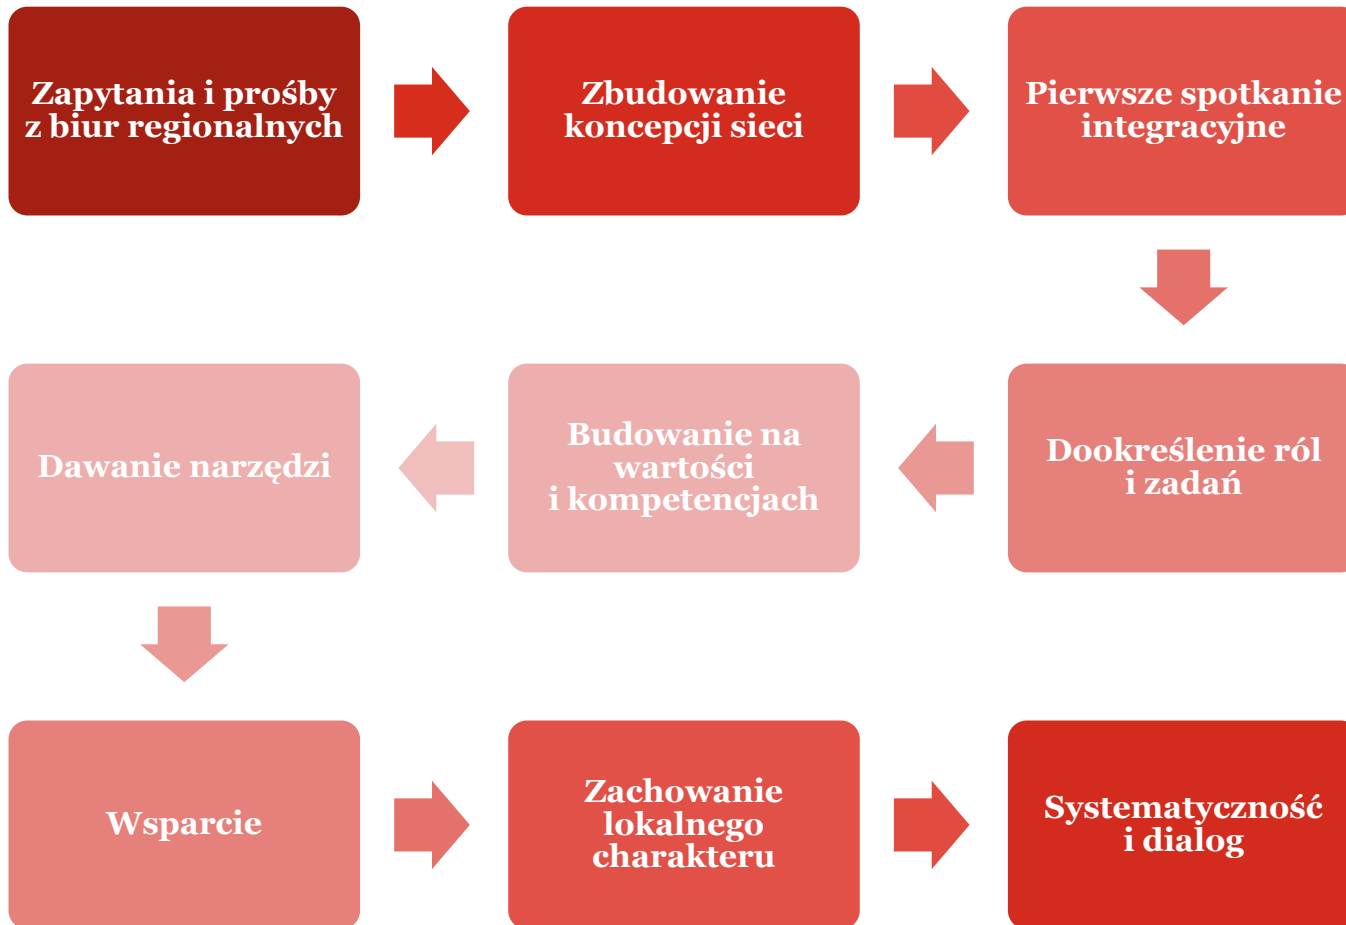 Zapytania i prośby
z biur regionalnych
Zbudowanie
koncepcji sieci
Pierwsze spotkanie
integracyjne
Dookreślenie ról
i zadań
Budowanie na
wartości
i kompetencjach
Dawanie narzędzi
Wsparcie
Zachowanie
lokalnego
charakteru
Systematyczność
i dialog